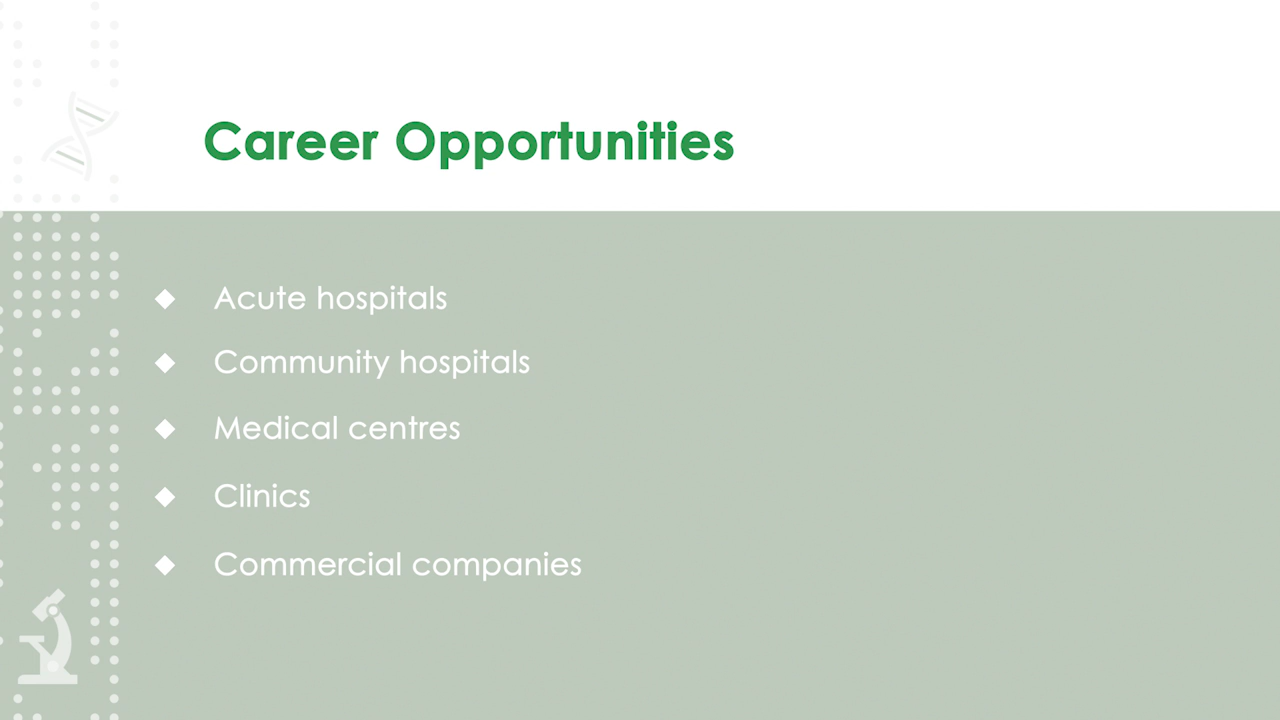 Career Opportunities
Acute hospitals
Community hospitals
Medical centres
Clinics
Commercial companies